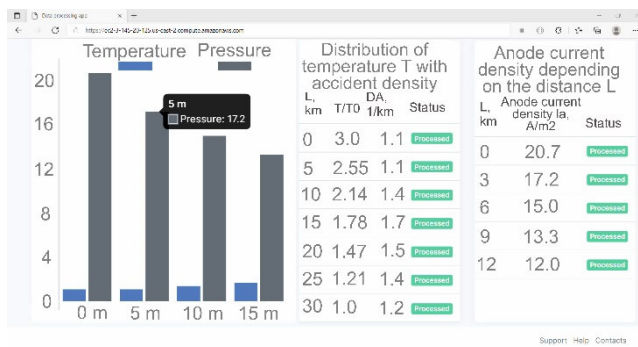 Data processing app
https://ec2-3-145-20-125.us-east-2.compute.amazonaws.com
Temperature Pressure
20
16
12
8
4
0
5 m
Pressure: 17.2
0 m 5 m 10 m 15 m
Distribution of
temperature T with
accident density
L, km T/T0 DA, 1/km Status
0 3.0 1.1 Processed
5 2.55 1.1 Processed
10 2.14 1.4 Processed
15 1.78 1.7 Processed
20 1.47 1.5 Processed
25 1.21 1.4 Processed
30 1.0 1.2 Processed
Anode current
density depending
on the distance L
L, km Anode current density Ia, A/m2 Status
0 20.7 Processed
3 17.2 Processed
6 15.0 Processed
9 13.3 Processed
12 12.0 Processed
Support Help Contacts